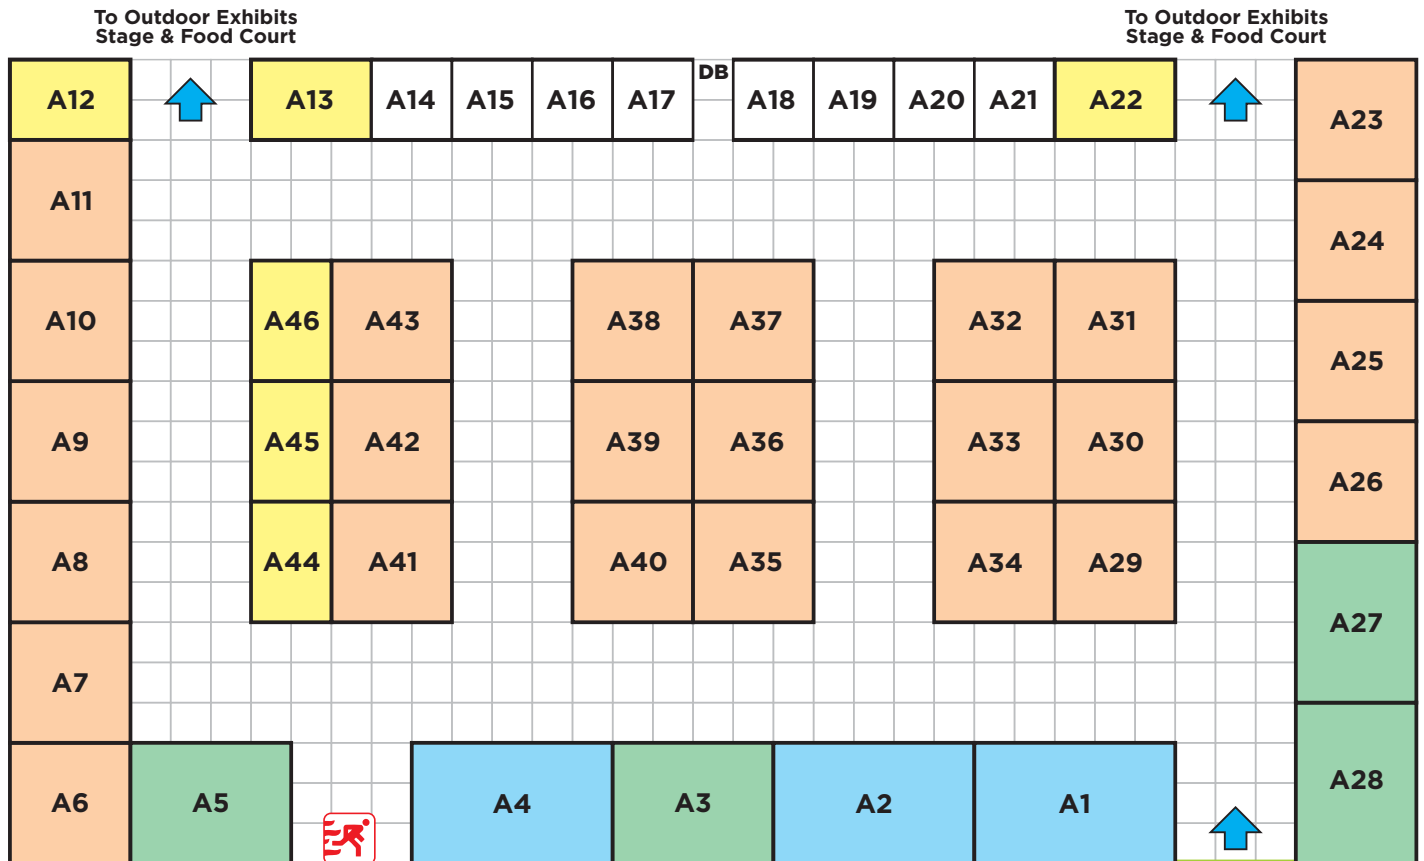 To Outdoor Exhibits
Stage & Food Court
To Outdoor Exhibits
Stage & Food Court
A12
A13
A14
A15
A16
A17
DB
A18
A19
A20
A21
A22
A23
A11
A24
A10
A46
A43
A38
A37
A32
A31
A25
A9
A45
A42
A39
A36
A33
A30
A26
A8
A44
A41
A40
A35
A34
A29
A27
A7
A28
A6
A5
A4
A3
A2
A1